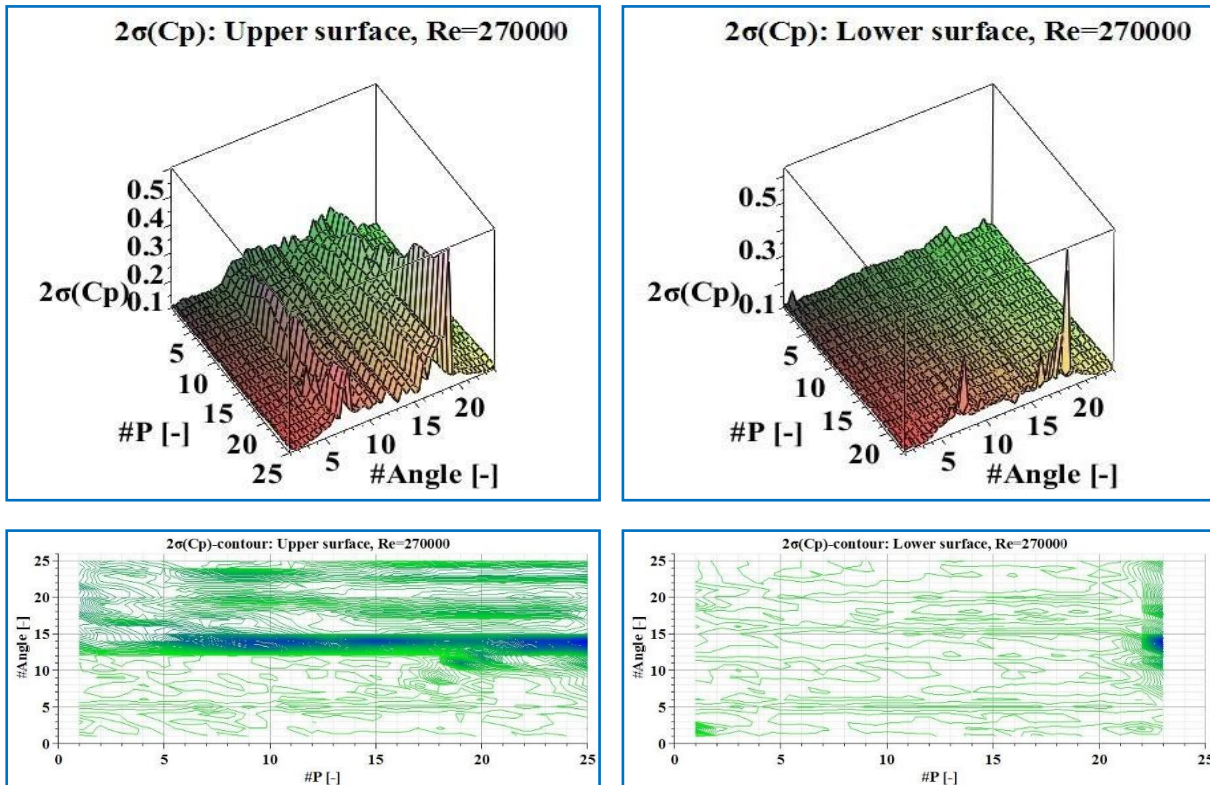 2σ(Cp): Upper surface, Re=270000
0.5
0.4
0.3
0.2
2σ(Cp)0.1
5
10
15
20
25
#P [-]
5
10
15
20
#Angle [-]
2σ(Cp): Lower surface, Re=270000
0.5
0.3
2σ(Cp)0.1
5
10
15
20
#P [-]
5
10
15
20
#Angle [-]
2σ(Cp)-contour: Upper surface, Re=270000
25
20
15
10
5
0
#Angle [-]
0 5 10 15 20 25
#P [-]
2σ(Cp)-contour: Lower surface, Re=270000
25
20
15
10
5
0
#Angle [-]
0 5 10 15 20 25
#P [-]